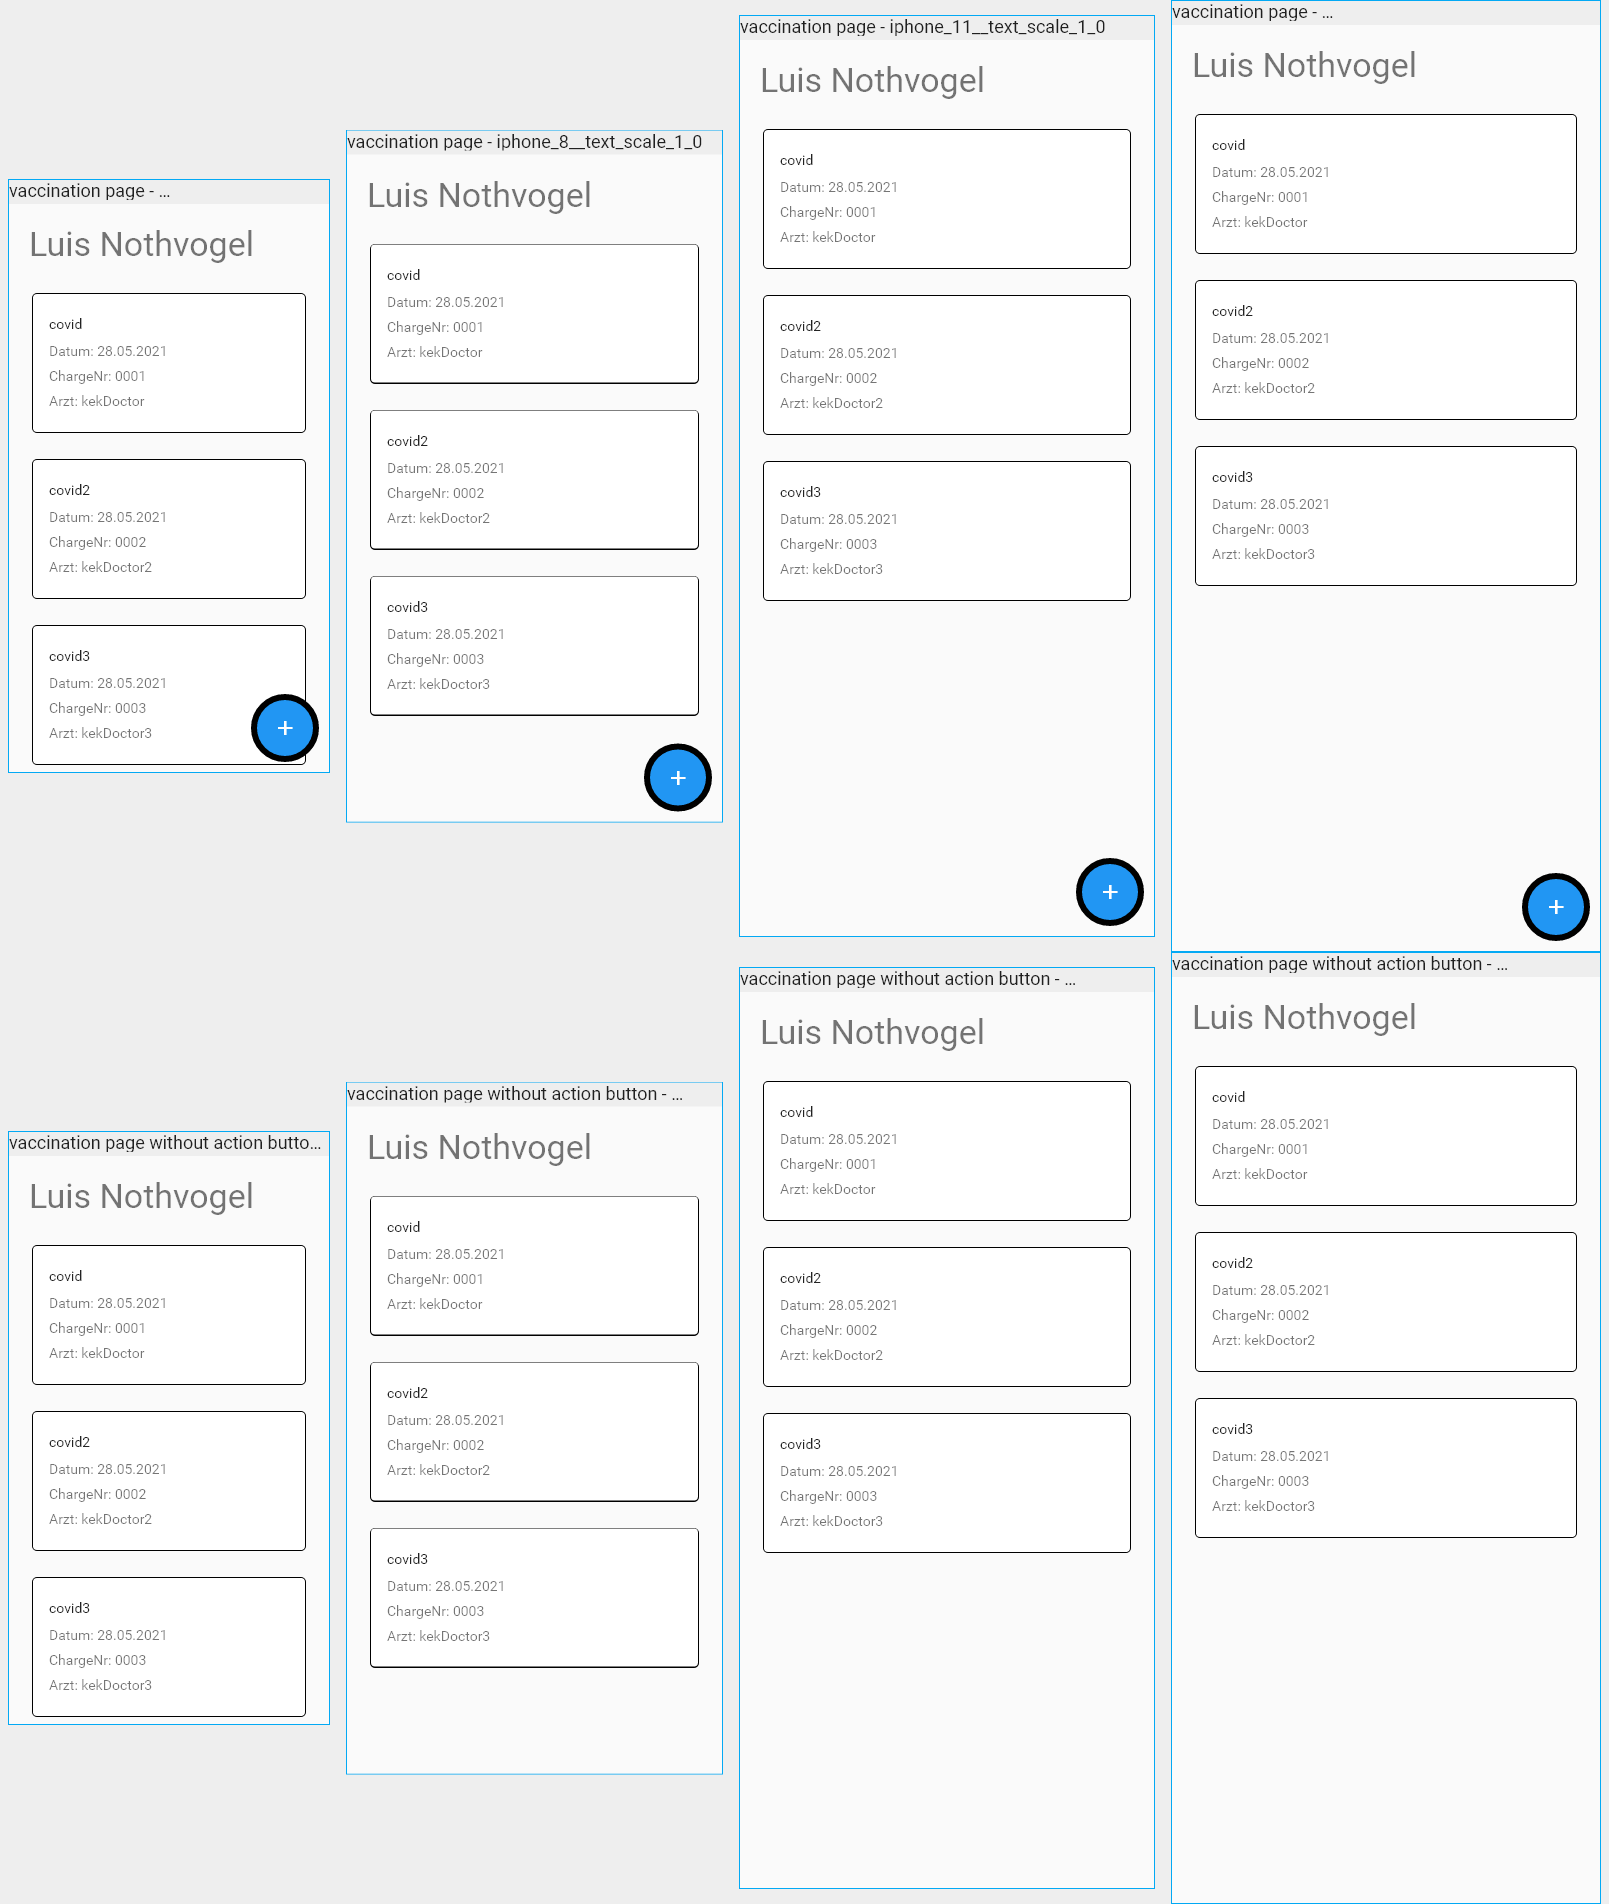 vaccination page - …
Luis Nothvogel
covid
Datum: 28.05.2021
ChargeNr: 0001
Arzt: kekDoctor
covid2
Datum: 28.05.2021
ChargeNr: 0002
Arzt: kekDoctor2
covid3
Datum: 28.05.2021
ChargeNr: 0003
Arzt: kekDoctor3
+
vaccination page - iphone_8__text_scale_1_0
Luis Nothvogel
covid
Datum: 28.05.2021
ChargeNr: 0001
Arzt: kekDoctor
covid2
Datum: 28.05.2021
ChargeNr: 0002
Arzt: kekDoctor2
covid3
Datum: 28.05.2021
ChargeNr: 0003
Arzt: kekDoctor3
+
vaccination page - iphone_11__text_scale_1_0
Luis Nothvogel
covid
Datum: 28.05.2021
ChargeNr: 0001
Arzt: kekDoctor
covid2
Datum: 28.05.2021
ChargeNr: 0002
Arzt: kekDoctor2
covid3
Datum: 28.05.2021
ChargeNr: 0003
Arzt: kekDoctor3
+
vaccination page - …
Luis Nothvogel
covid
Datum: 28.05.2021
ChargeNr: 0001
Arzt: kekDoctor
covid2
Datum: 28.05.2021
ChargeNr: 0002
Arzt: kekDoctor2
covid3
Datum: 28.05.2021
ChargeNr: 0003
Arzt: kekDoctor3
+
vaccination page without action butto…
Luis Nothvogel
covid
Datum: 28.05.2021
ChargeNr: 0001
Arzt: kekDoctor
covid2
Datum: 28.05.2021
ChargeNr: 0002
Arzt: kekDoctor2
covid3
Datum: 28.05.2021
ChargeNr: 0003
Arzt: kekDoctor3
vaccination page without action button - …
Luis Nothvogel
covid
Datum: 28.05.2021
ChargeNr: 0001
Arzt: kekDoctor
covid2
Datum: 28.05.2021
ChargeNr: 0002
Arzt: kekDoctor2
covid3
Datum: 28.05.2021
ChargeNr: 0003
Arzt: kekDoctor3
vaccination page without action button - …
Luis Nothvogel
covid
Datum: 28.05.2021
ChargeNr: 0001
Arzt: kekDoctor
covid2
Datum: 28.05.2021
ChargeNr: 0002
Arzt: kekDoctor2
covid3
Datum: 28.05.2021
ChargeNr: 0003
Arzt: kekDoctor3
vaccination page without action button - …
Luis Nothvogel
covid
Datum: 28.05.2021
ChargeNr: 0001
Arzt: kekDoctor
covid2
Datum: 28.05.2021
ChargeNr: 0002
Arzt: kekDoctor2
covid3
Datum: 28.05.2021
ChargeNr: 0003
Arzt: kekDoctor3